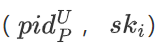 ( $pid_P^U$ , $sk_i$ )